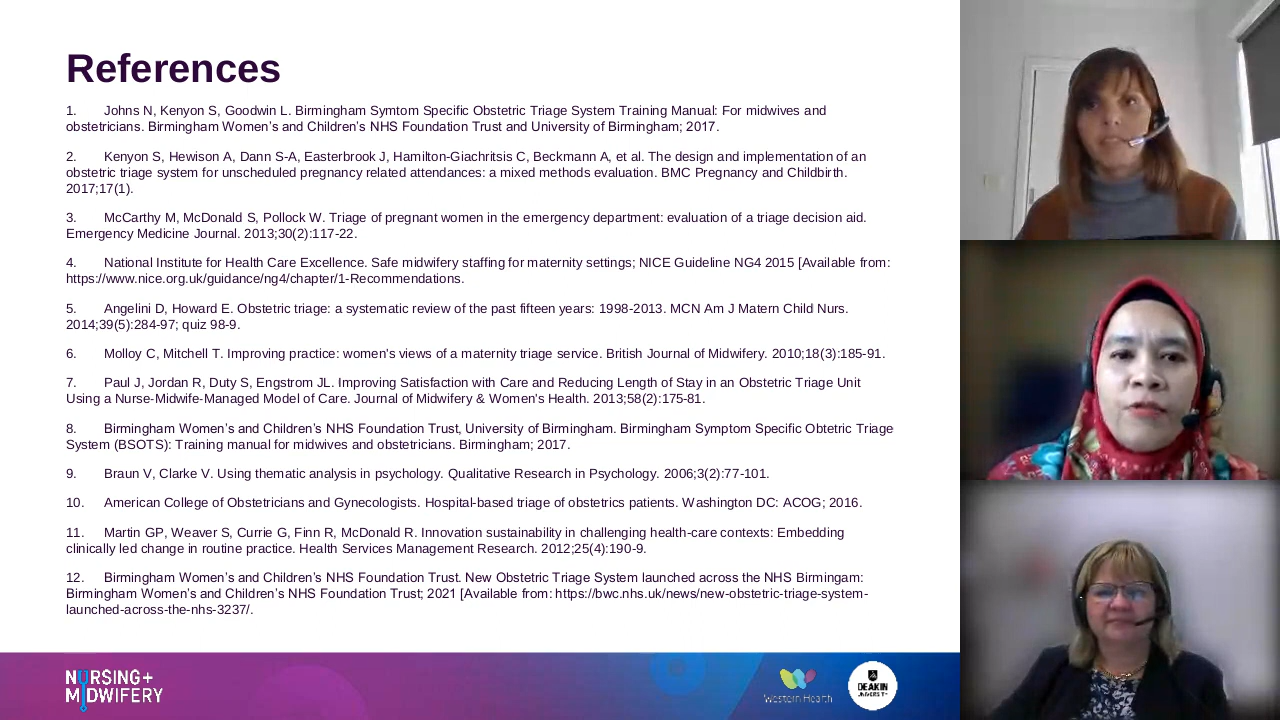 References
1. Johns N, Kenyon S, Goodwin L. Birmingham Symtom Specific Obstetric Triage System Training Manual: For midwives and
obstetricians. Birmingham Women's and Children's NHS Foundation Trust and University of Birmingham; 2017.
2. Kenyon S, Hewison A, Dann S-A, Easterbrook J, Hamilton-Giachritsis C, Beckmann A, et al. The design and implementation of an
obstetric triage system for unscheduled pregnancy related attendances: a mixed methods evaluation. BMC Pregnancy and Childbirth.
2017;17(1).
3. McCarthy M, McDonald S, Pollock W. Triage of pregnant women in the emergency department: evaluation of a triage decision aid.
Emergency Medicine Journal. 2013;30(2):117-22.
4. National Institute for Health Care Excellence. Safe midwifery staffing for maternity settings; NICE Guideline NG4 2015 [Available from:
https://www.nice.org.uk/guidance/ng4/chapter/1-Recommendations.
5. Angelini D, Howard E. Obstetric triage: a systematic review of the past fifteen years: 1998-2013. MCN Am J Matern Child Nurs.
2014;39(5):284-97; quiz 98-9.
6. Molloy C, Mitchell T. Improving practice: women's views of a maternity triage service. British Journal of Midwifery. 2010;18(3):185-91.
7. Paul J, Jordan R, Duty S, Engstrom JL. Improving Satisfaction with Care and Reducing Length of Stay in an Obstetric Triage Unit
Using a Nurse-Midwife-Managed Model of Care. Journal of Midwifery & Women's Health. 2013;58(2):175-81.
8. Birmingham Women's and Children's NHS Foundation Trust, University of Birmingham. Birmingham Symptom Specific Obtetric Triage
System (BSOTS): Training manual for midwives and obstetricians. Birmingham; 2017.
9. Braun V, Clarke V. Using thematic analysis in psychology. Qualitative Research in Psychology. 2006;3(2):77-101.
10. American College of Obstetricians and Gynecologists. Hospital-based triage of obstetrics patients. Washington DC: ACOG; 2016.
11. Martin GP, Weaver S, Currie G, Finn R, McDonald R. Innovation sustainability in challenging health-care contexts: Embedding
clinically led change in routine practice. Health Services Management Research. 2012;25(4):190-9.
12. Birmingham Women's and Children's NHS Foundation Trust. New Obstetric Triage System launched across the NHS Birmingam:
Birmingham Women's and Children's NHS Foundation Trust; 2021 [Available from: https://bwc.nhs.uk/news/new-obstetric-triage-system-
launched-across-the-nhs-3237/.
NURSING+
MIDWIFERY
Western Health
DEAKIN
UNIVERSITY